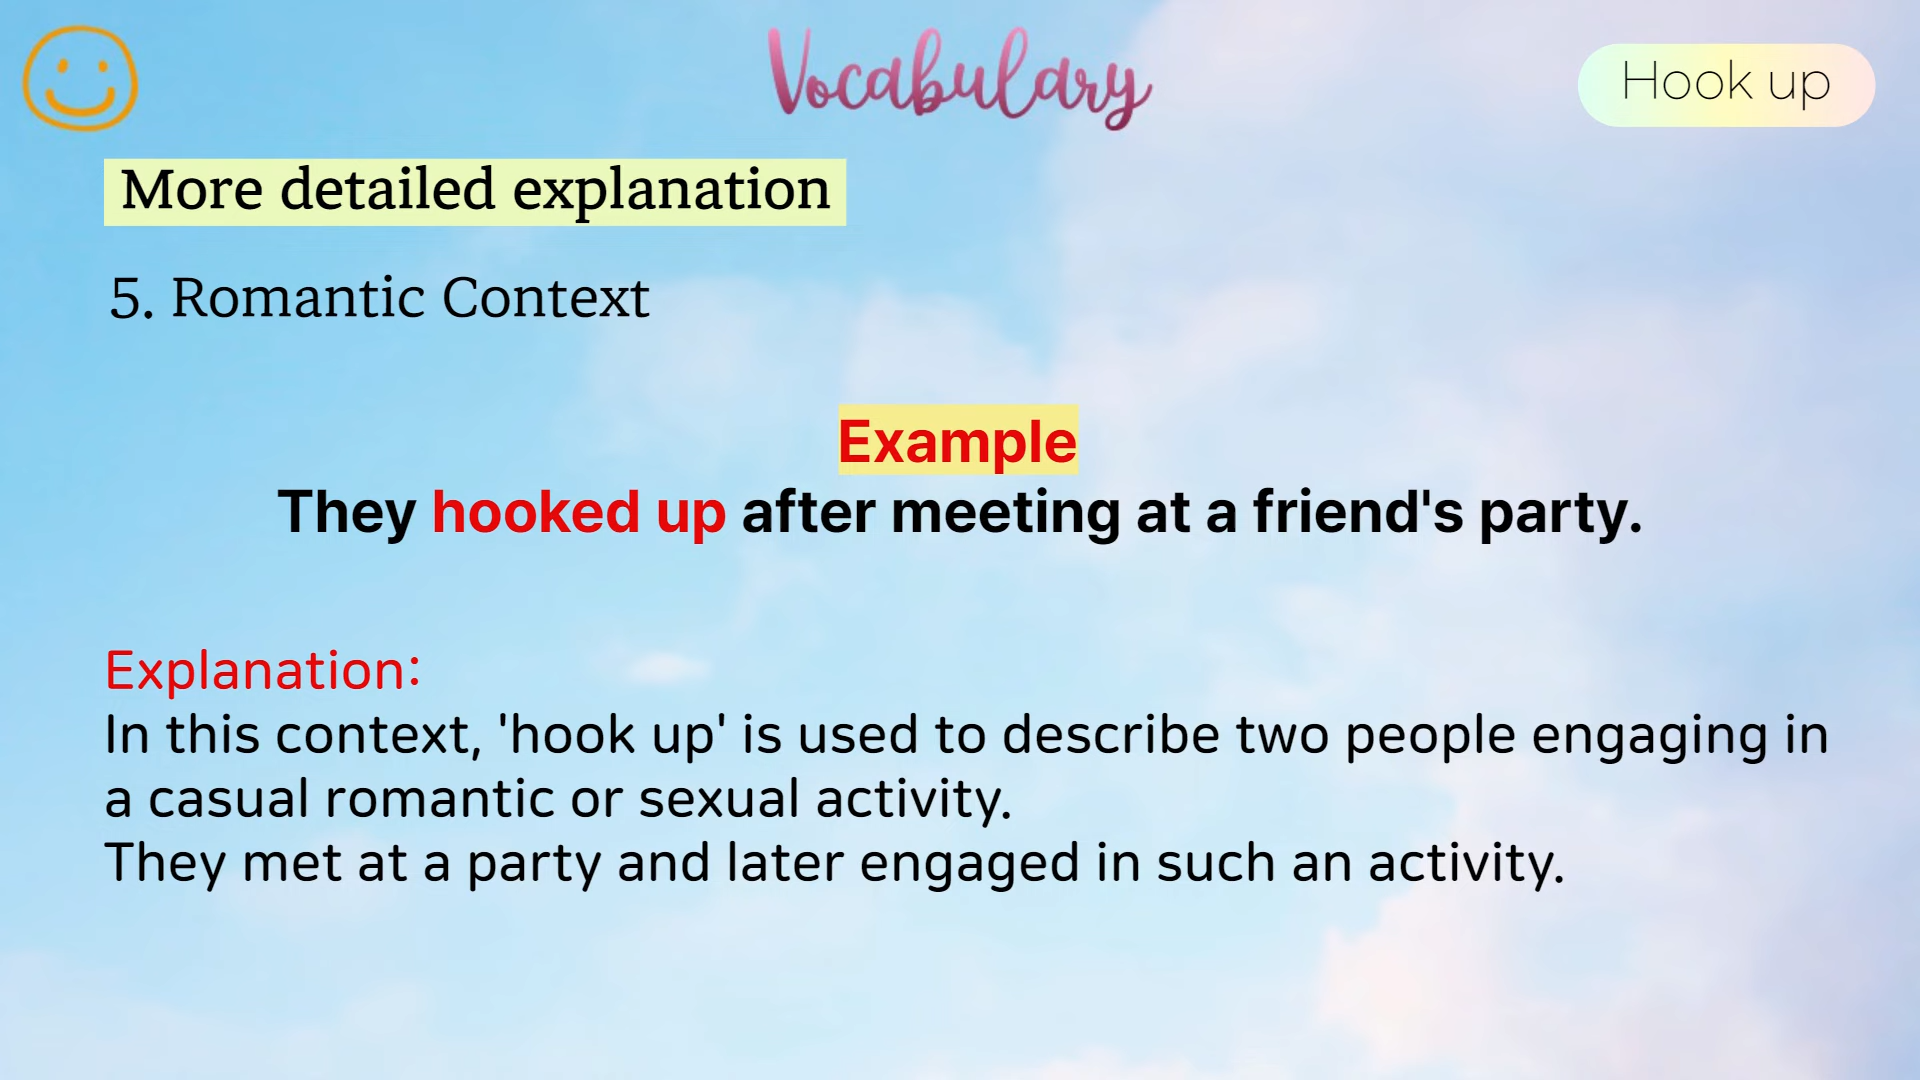 Vocabulary
Hook up
More detailed explanation
5. Romantic Context
Example
They hooked up after meeting at a friend's party.
Explanation:
In this context, 'hook up' is used to describe two people engaging in
a casual romantic or sexual activity.
They met at a party and later engaged in such an activity.